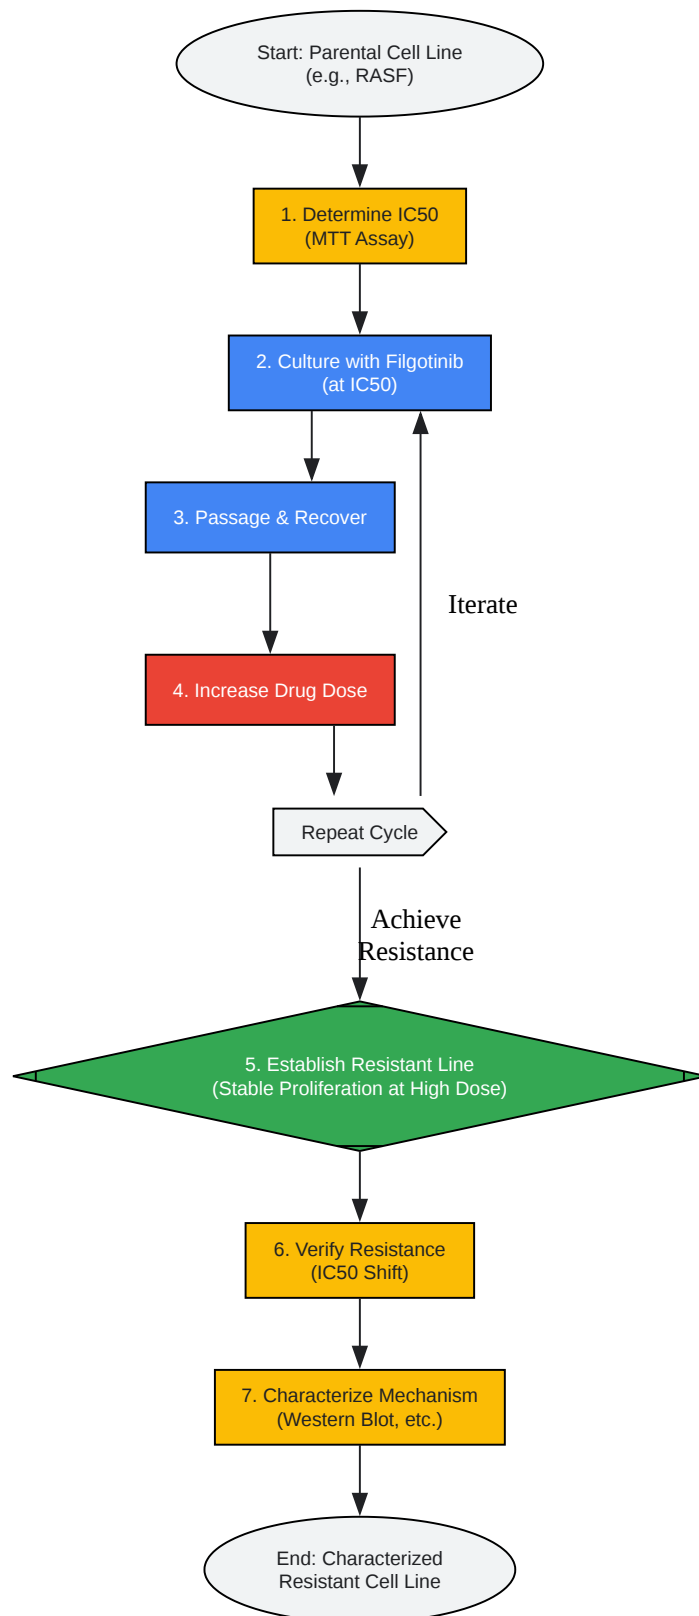 Start: Parental Cell Line
(e.g., RASF)
1. Determine IC50
(MTT Assay)
2. Culture with Filgotinib
(at IC50)
3. Passage & Recover
Iterate
4. Increase Drug Dose
Repeat Cycle
Achieve
Resistance
5. Establish Resistant Line
(Stable Proliferation at High Dose)
6. Verify Resistance
(IC50 Shift)
7. Characterize Mechanism
(Western Blot, etc.)
End: Characterized
Resistant Cell Line